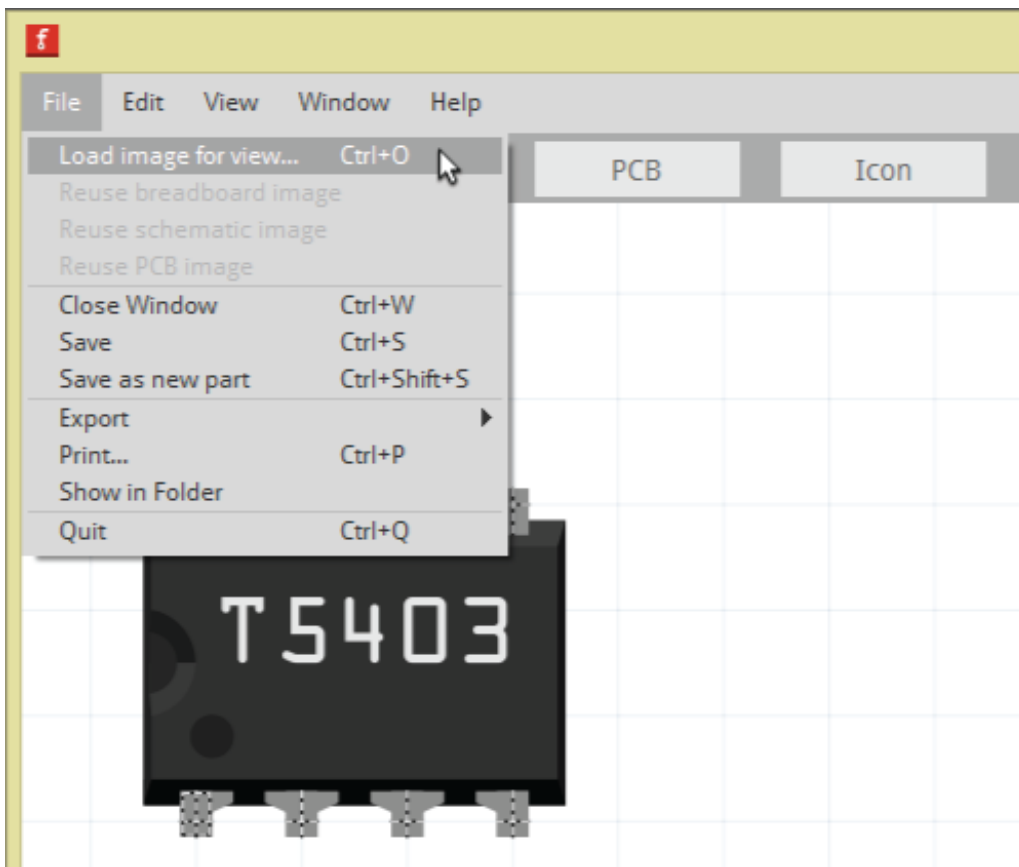 f
File Edit View Window Help
Load image for view... Ctrl+O
PCB Icon
Reuse breadboard image
Reuse schematic image
Reuse PCB image
Close Window Ctrl+W
Save Ctrl+S
Save as new part Ctrl+Shift+S
Export
Print... Ctrl+P
Show in Folder
Quit Ctrl+Q
T5403